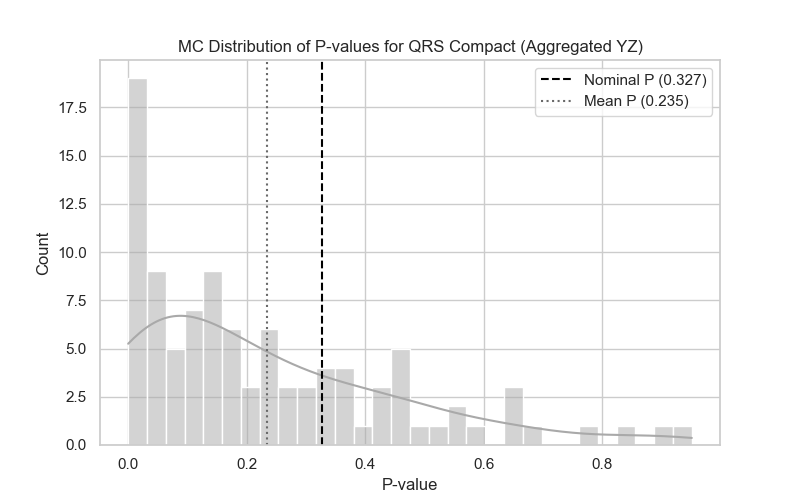 MC Distribution of P-values for QRS Compact (Aggregated YZ)
Nominal P (0.327)
Mean P (0.235)
17.5
15.0
12.5
10.0
7.5
5.0
2.5
0.0
Count
0.0 0.2 0.4 0.6 0.8
P-value